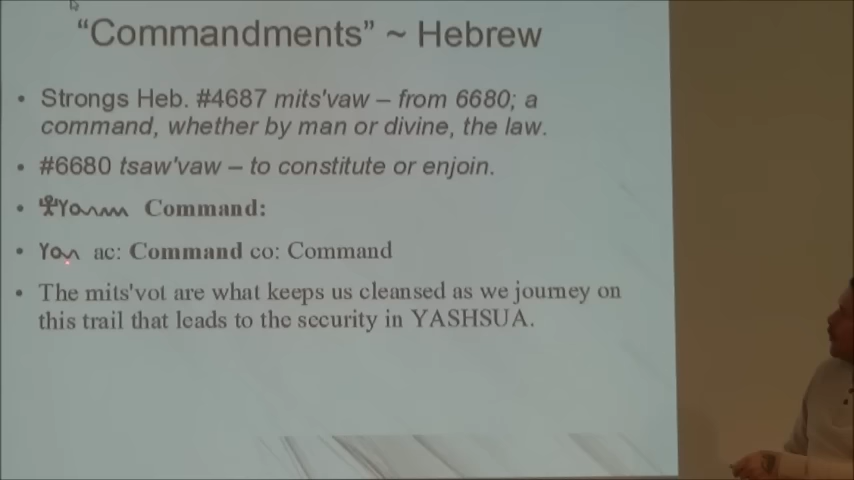 "Commandments" ~ Hebrew
• Strongs Heb. #4687 mits'vaw – from 6680; a
command, whether by man or divine, the law.
• #6680 tsaw'vaw – to constitute or enjoin.
• Command:
• ac: Command co: Command
• The mits'vot are what keeps us cleansed as we journey on
this trail that leads to the security in YASHSUA.